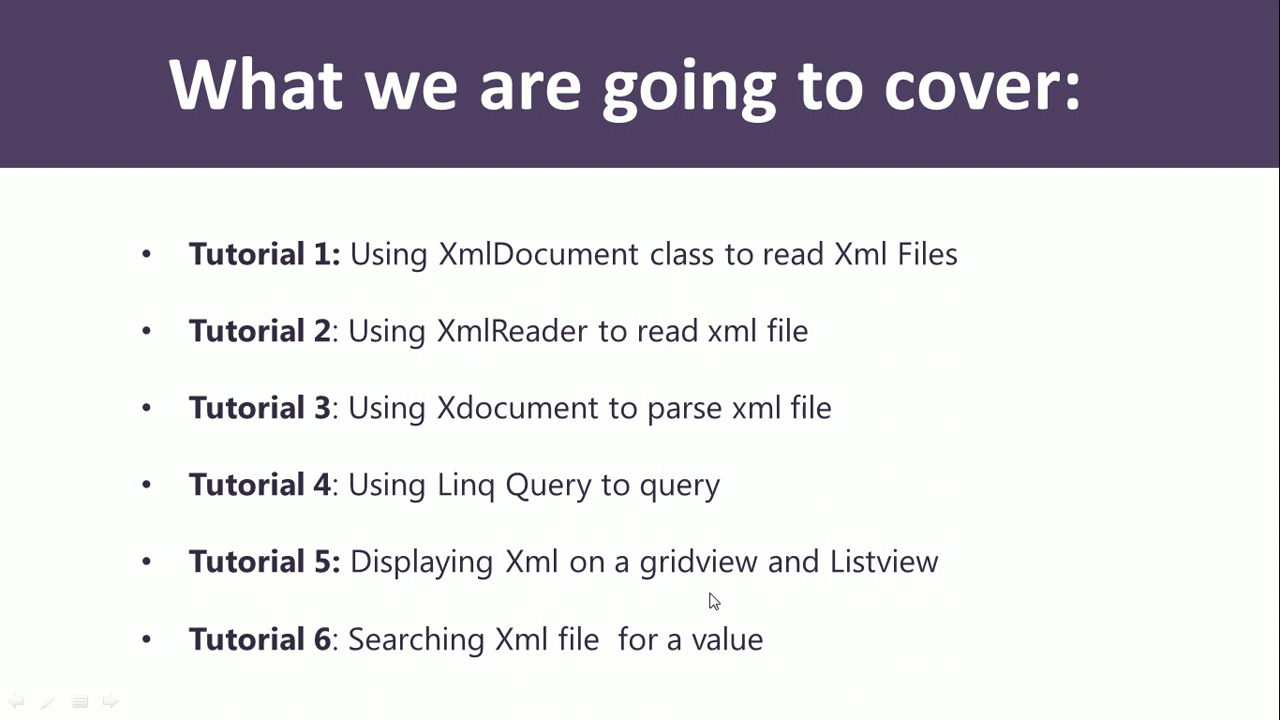 What we are going to cover:
• Tutorial 1: Using XmlDocument class to read Xml Files
• Tutorial 2: Using XmlReader to read xml file
• Tutorial 3: Using Xdocument to parse xml file
• Tutorial 4: Using Linq Query to query
• Tutorial 5: Displaying Xml on a gridview and Listview
• Tutorial 6: Searching Xml file  for a value